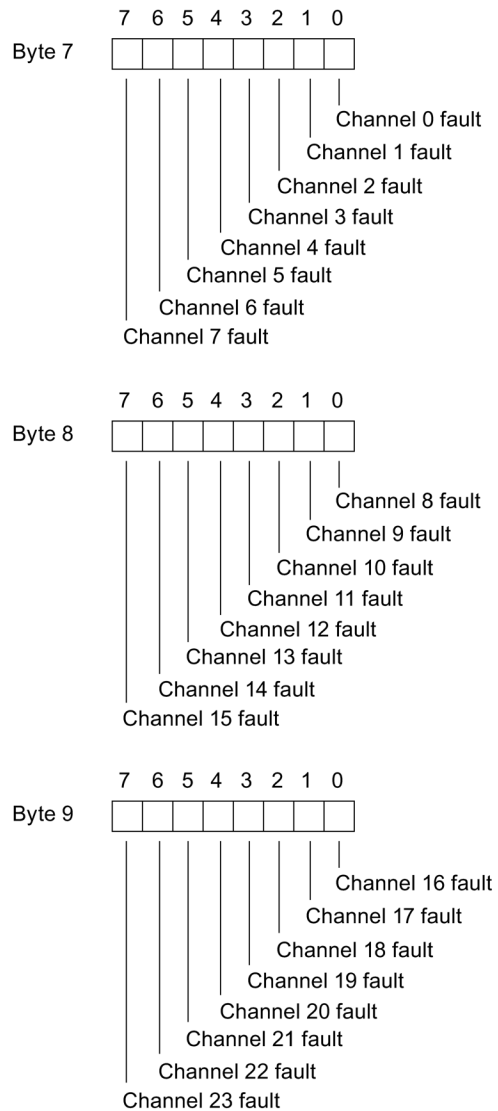 7 6 5 4 3 2 1 0
Byte 7
Channel 0 fault
Channel 1 fault
Channel 2 fault
Channel 3 fault
Channel 4 fault
Channel 5 fault
Channel 6 fault
Channel 7 fault
7 6 5 4 3 2 1 0
Byte 8
Channel 8 fault
Channel 9 fault
Channel 10 fault
Channel 11 fault
Channel 12 fault
Channel 13 fault
Channel 14 fault
Channel 15 fault
7 6 5 4 3 2 1 0
Byte 9
Channel 16 fault
Channel 17 fault
Channel 18 fault
Channel 19 fault
Channel 20 fault
Channel 21 fault
Channel 22 fault
Channel 23 fault